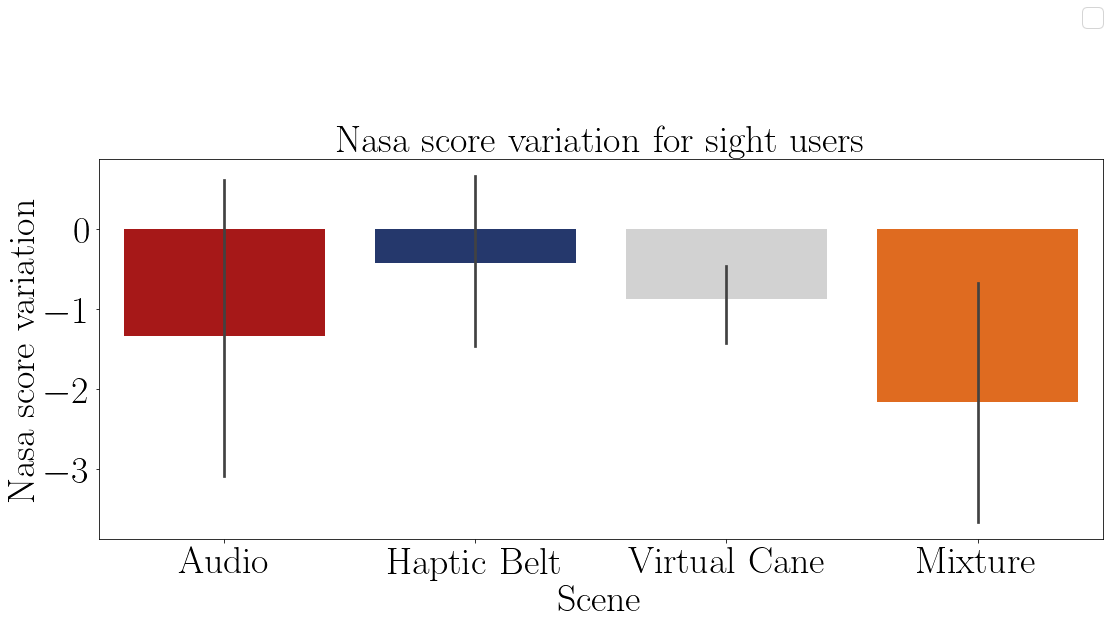 Nasa score variation for sight users
Nasa score variation
0
−1
−2
−3
Audio
Haptic Belt
Virtual Cane
Mixture
Scene